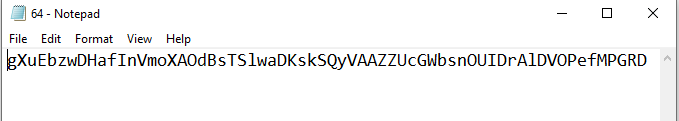 64 - Notepad
File Edit Format View Help
gXuEbzwDHafInVmoXAOdBsTSlwaDKskSQyVAAZZUcGWbsnOUIDrAlDVOPefMPGRD